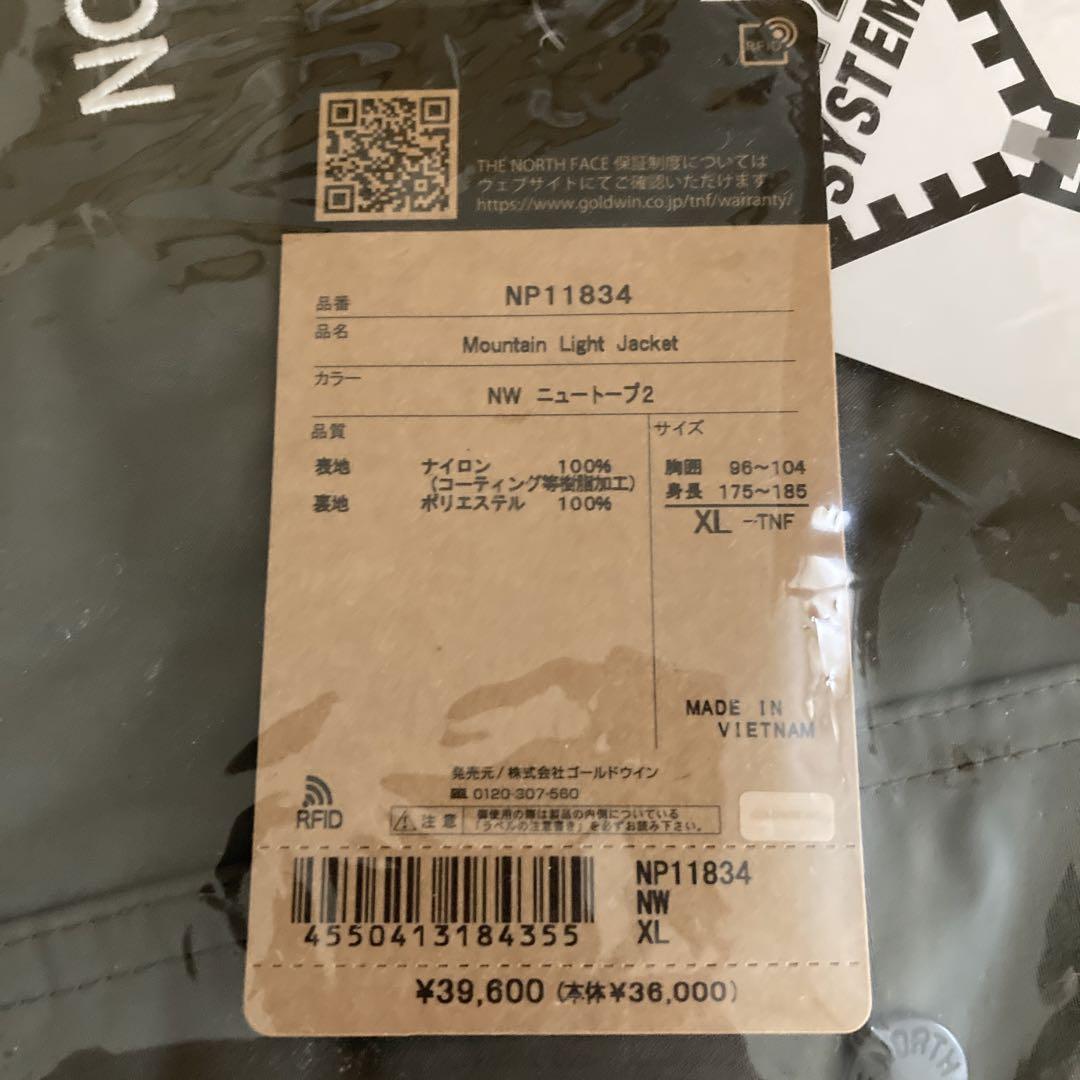 NO
RFID
SYSTEM
THE NORTH FACE 保証制度については
ウェブサイトにてご確認いただけます
https://www.goldwin.co.jp/tnf/warranty/
品番 NP11834
品名 Mountain Light Jacket
カラー NW ニュートープ2
品質
表地 ナイロン 100%
(コーティング等樹脂加工)
裏地 ポリエステル 100%
サイズ
胸囲 96～104
身長 175～185
XL -TNF
MADE IN
VIETNAM
発売元/株式会社ゴールドウイン
0120-307-560
RFID
注意 御使用の際は製品の内側についている
「ラベルの注意書き」を必ずお読み下さい。
4550413184355
NP11834
NW
XL
¥39,600 (本体¥36,000)
NORTH